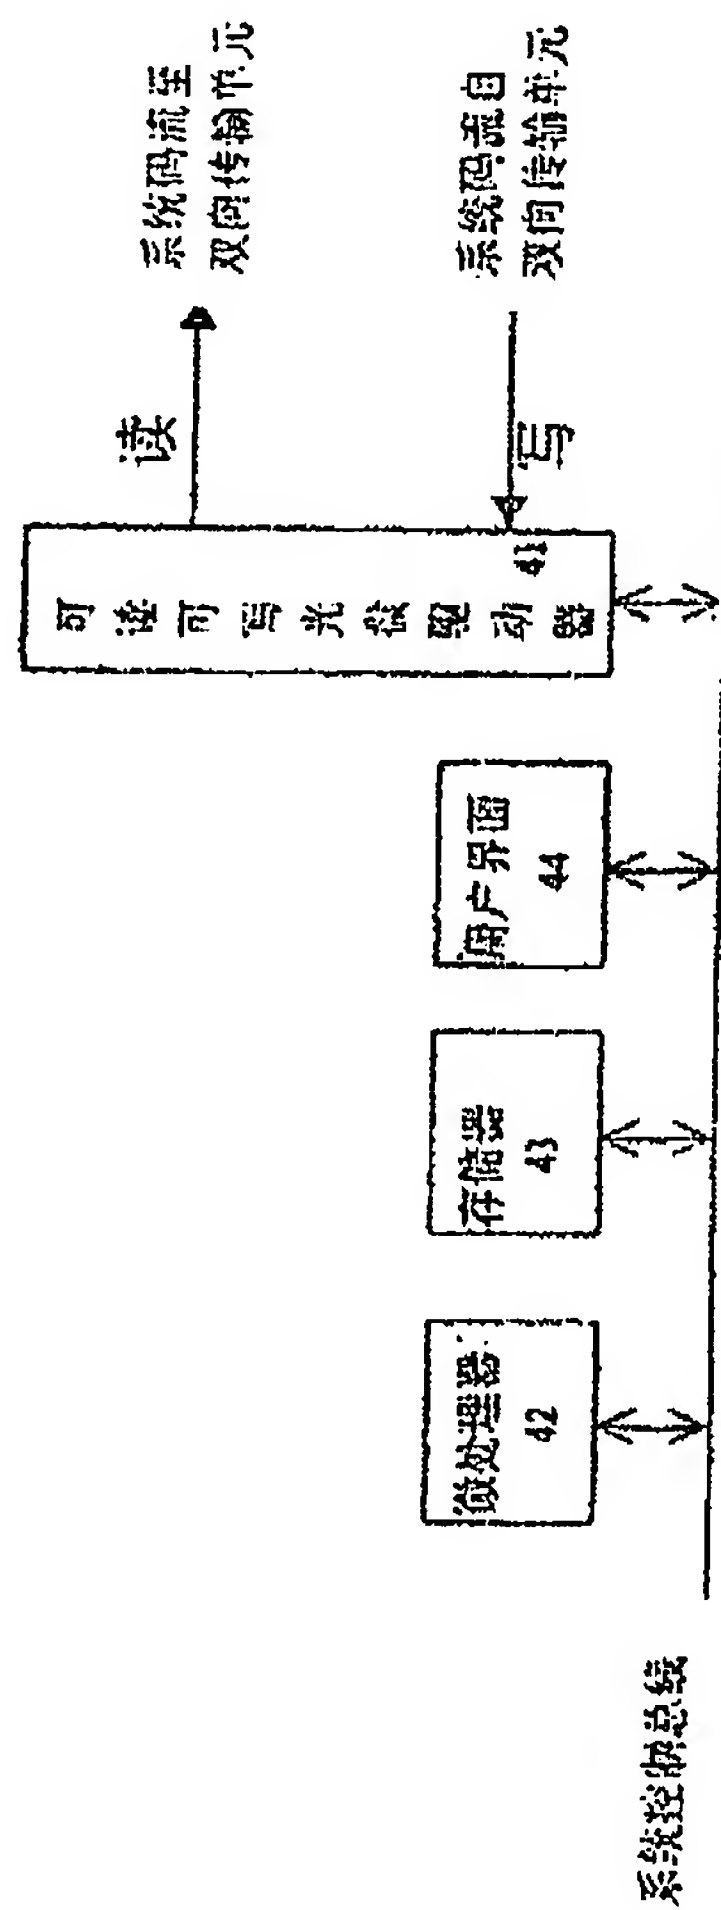 系统码流至
双向传输单元
系统码流自
双向传输单元
读
写
可读可写光盘驱动器
41
用户界面
44
存储器
43
微处理器
42
系统控制总线